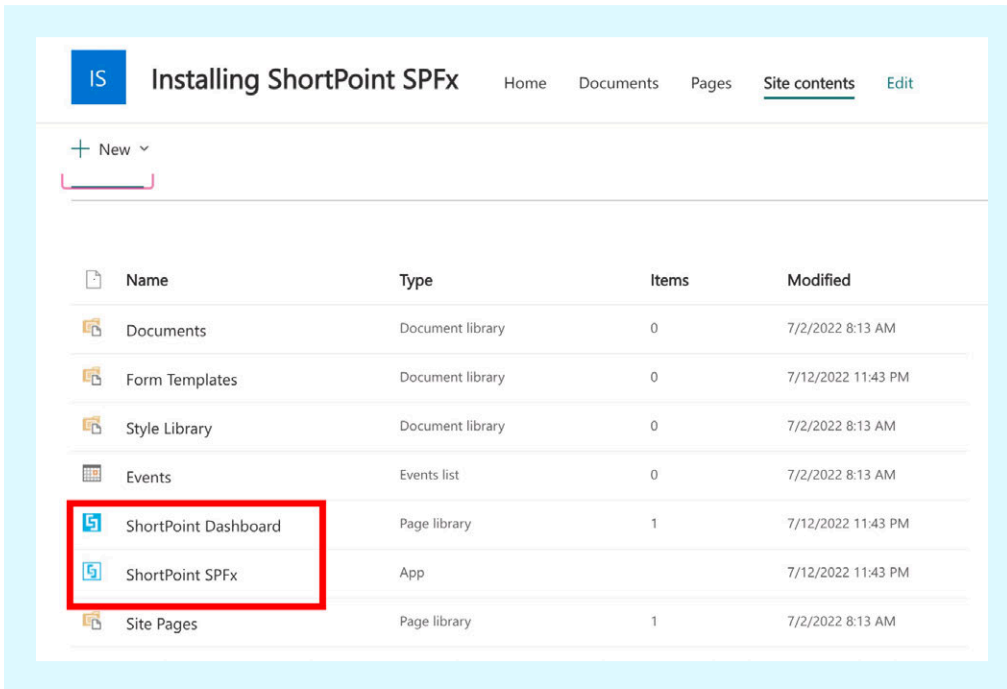 IS Installing ShortPoint SPFx Home Documents Pages Site contents Edit
+ New
Name Type Items Modified
Documents Document library 0 7/2/2022 8:13 AM
Form Templates Document library 0 7/12/2022 11:43 PM
Style Library Document library 0 7/2/2022 8:13 AM
Events Events list 0 7/2/2022 8:13 AM
ShortPoint Dashboard Page library 1 7/12/2022 11:43 PM
ShortPoint SPFx App 7/12/2022 11:43 PM
Site Pages Page library 1 7/2/2022 8:13 AM